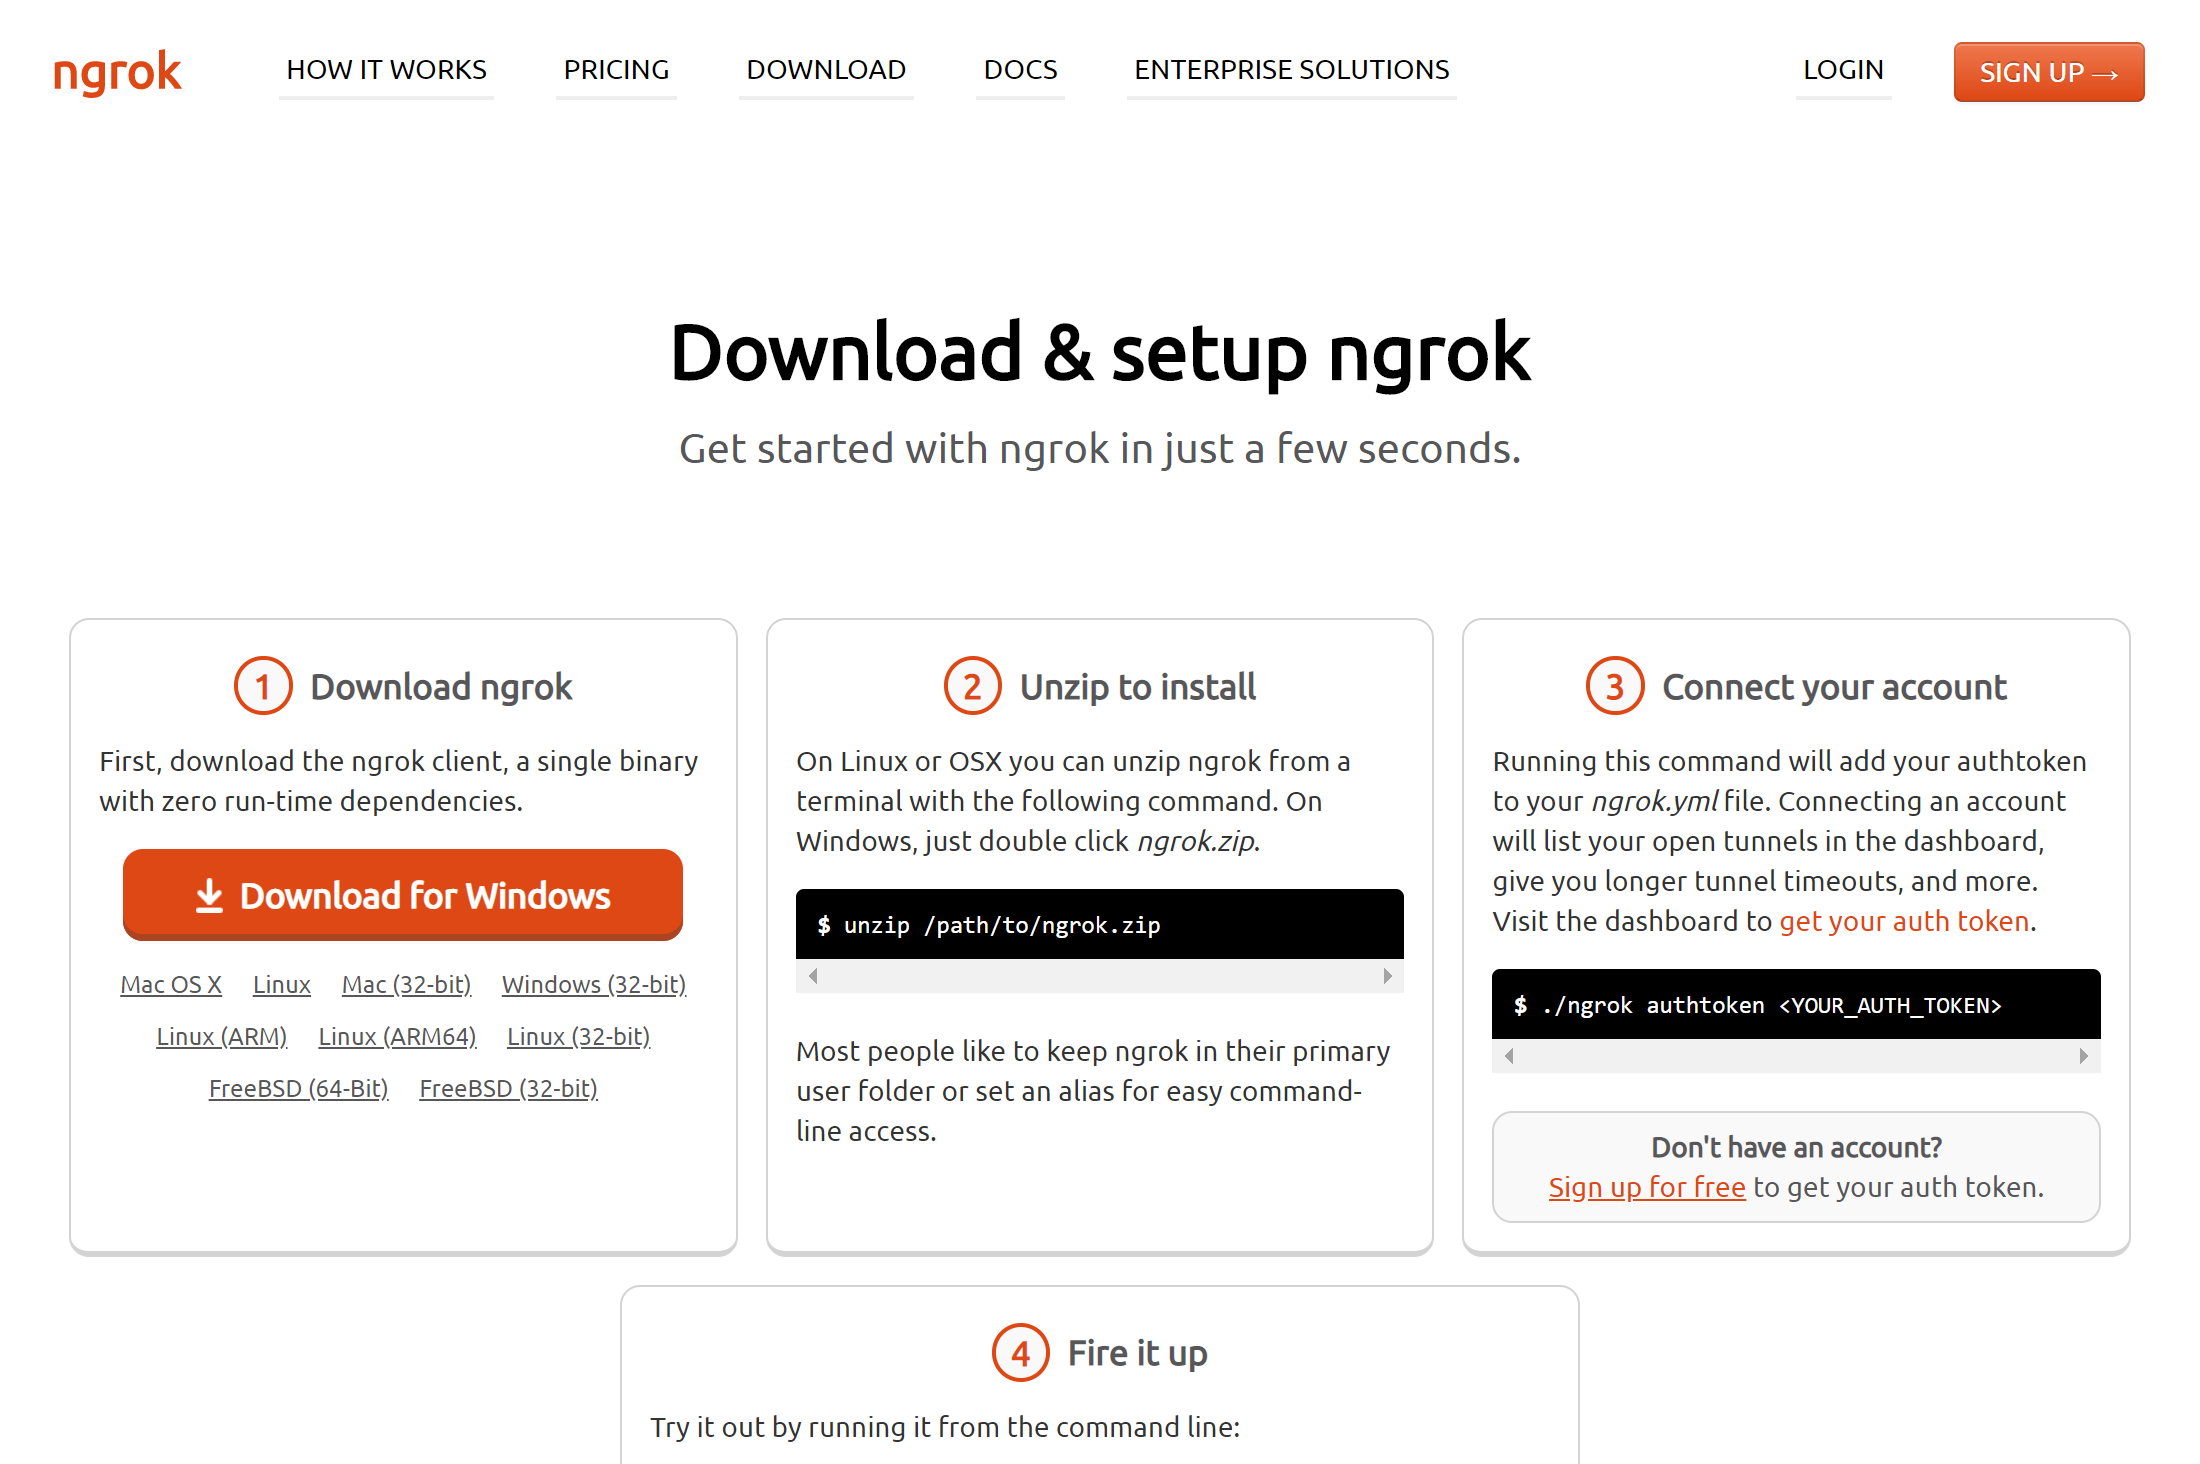 ngrok
HOW IT WORKS
PRICING
DOWNLOAD
DOCS
ENTERPRISE SOLUTIONS
LOGIN
SIGN UP →
Download & setup ngrok
Get started with ngrok in just a few seconds.
1 Download ngrok
First, download the ngrok client, a single binary
with zero run-time dependencies.
Download for Windows
Mac OS X Linux Mac (32-bit) Windows (32-bit)
Linux (ARM) Linux (ARM64) Linux (32-bit)
FreeBSD (64-Bit) FreeBSD (32-bit)
2 Unzip to install
On Linux or OSX you can unzip ngrok from a
terminal with the following command. On
Windows, just double click ngrok.zip.
$ unzip /path/to/ngrok.zip
Most people like to keep ngrok in their primary
user folder or set an alias for easy command-
line access.
3 Connect your account
Running this command will add your authtoken
to your ngrok.yml file. Connecting an account
will list your open tunnels in the dashboard,
give you longer tunnel timeouts, and more.
Visit the dashboard to get your auth token.
$ ./ngrok authtoken <YOUR_AUTH_TOKEN>
Don't have an account?
Sign up for free to get your auth token.
4 Fire it up
Try it out by running it from the command line: